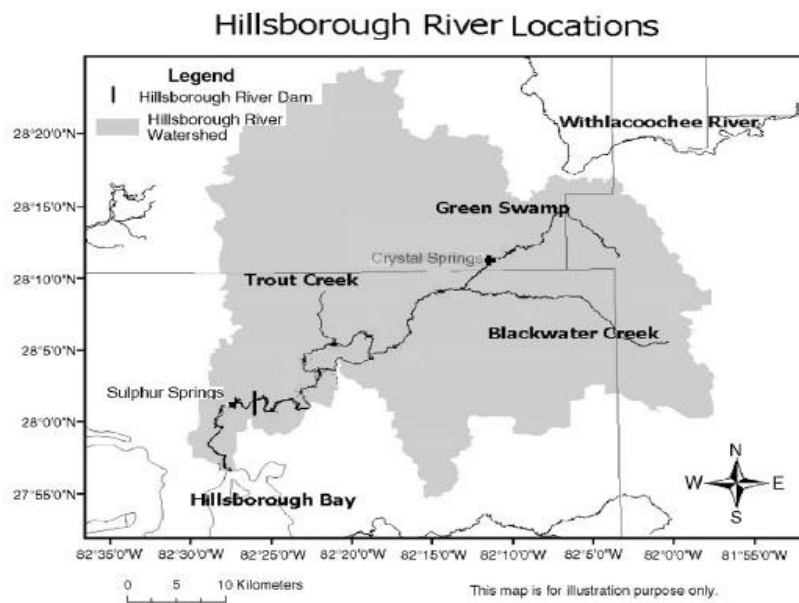 Hillsborough River Locations
Legend
Hillsborough River Dam
Hillsborough River
Watershed
Withlacoochee River
Green Swamp
Crystal Springs
Trout Creek
Blackwater Creek
Sulphur Springs
Hillsborough Bay
N
W E
S
28°20'0"N
28°15'0"N
28°10'0"N
28°5'0"N
28°0'0"N
27°55'0"N
82°35'0"W 82°30'0"W 82°25'0"W 82°20'0"W 82°15'0"W 82°10'0"W 82°5'0"W 82°0'0"W 81°55'0"W
0 5 10 Kilometers
This map is for illustration purpose only.